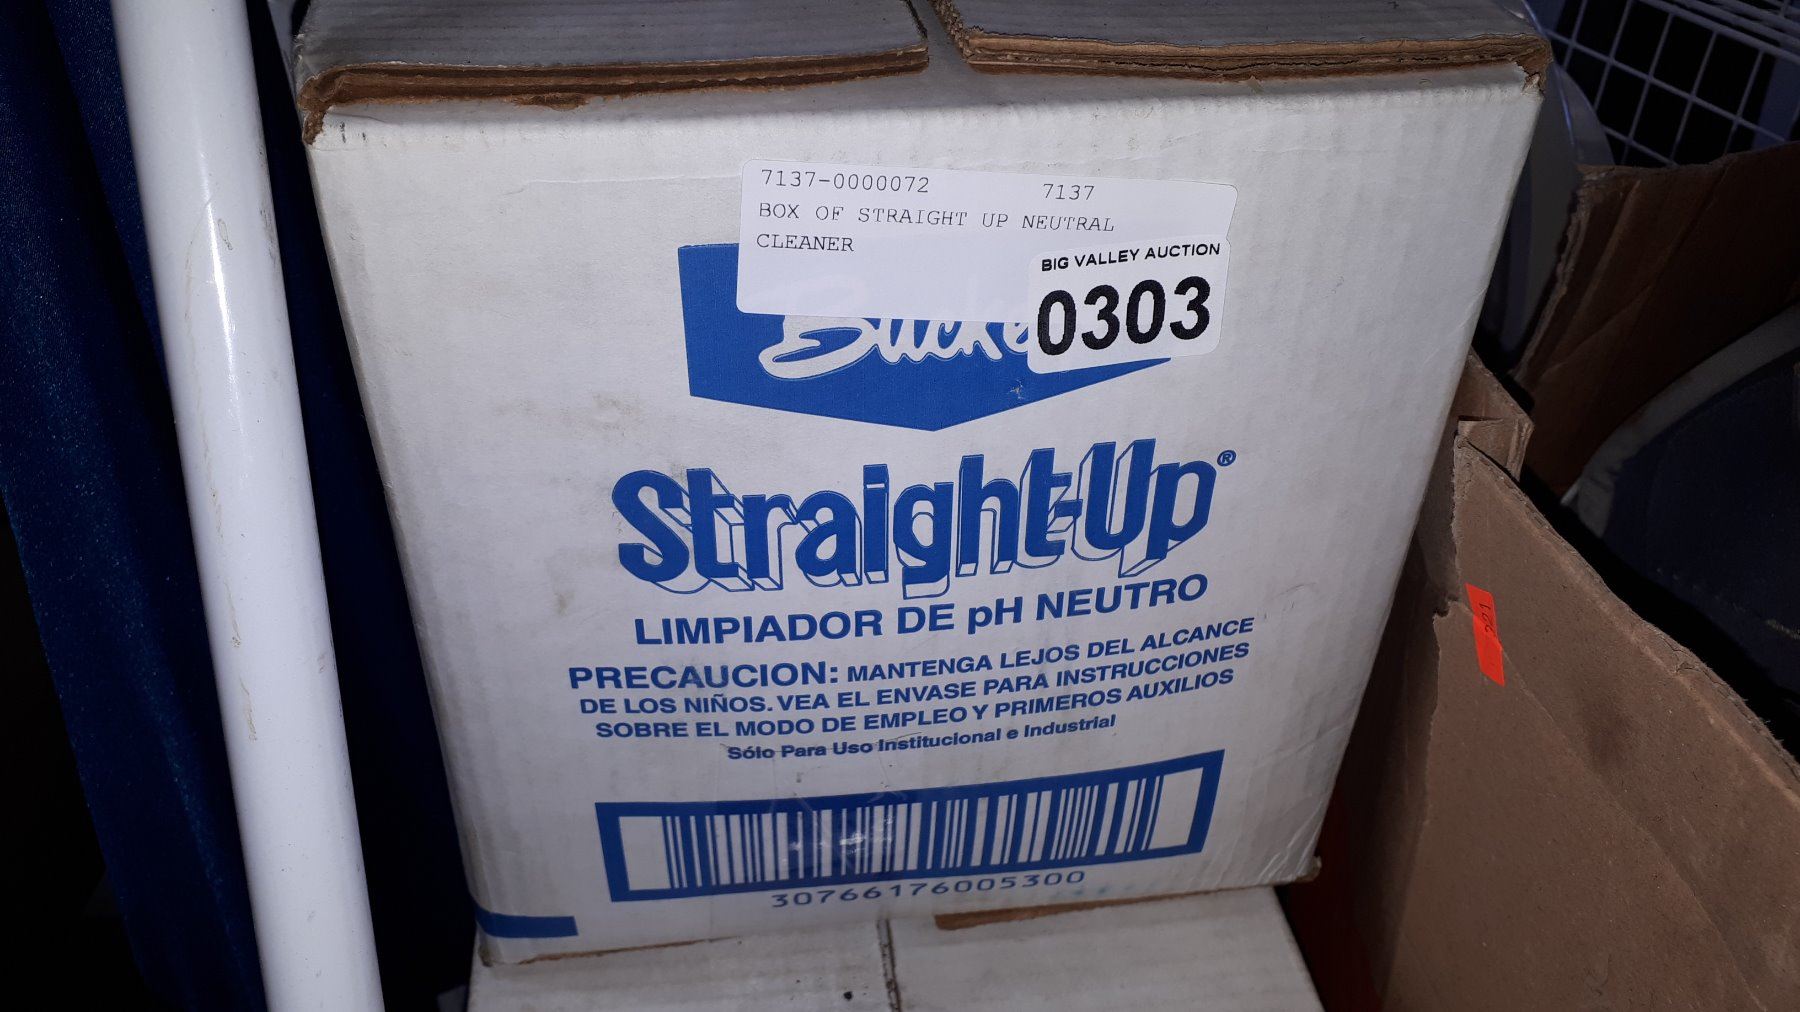 7137-0000072 7137
BOX OF STRAIGHT UP NEUTRAL
CLEANER
BIG VALLEY AUCTION
0303
Straight-Up®
LIMPIADOR DE pH NEUTRO
PRECAUCION: MANTENGA LEJOS DEL ALCANCE
DE LOS NIÑOS. VEA EL ENVASE PARA INSTRUCCIONES
SOBRE EL MODO DE EMPLEO Y PRIMEROS AUXILIOS
Sólo Para Uso Institucional e Industrial
30766176005300